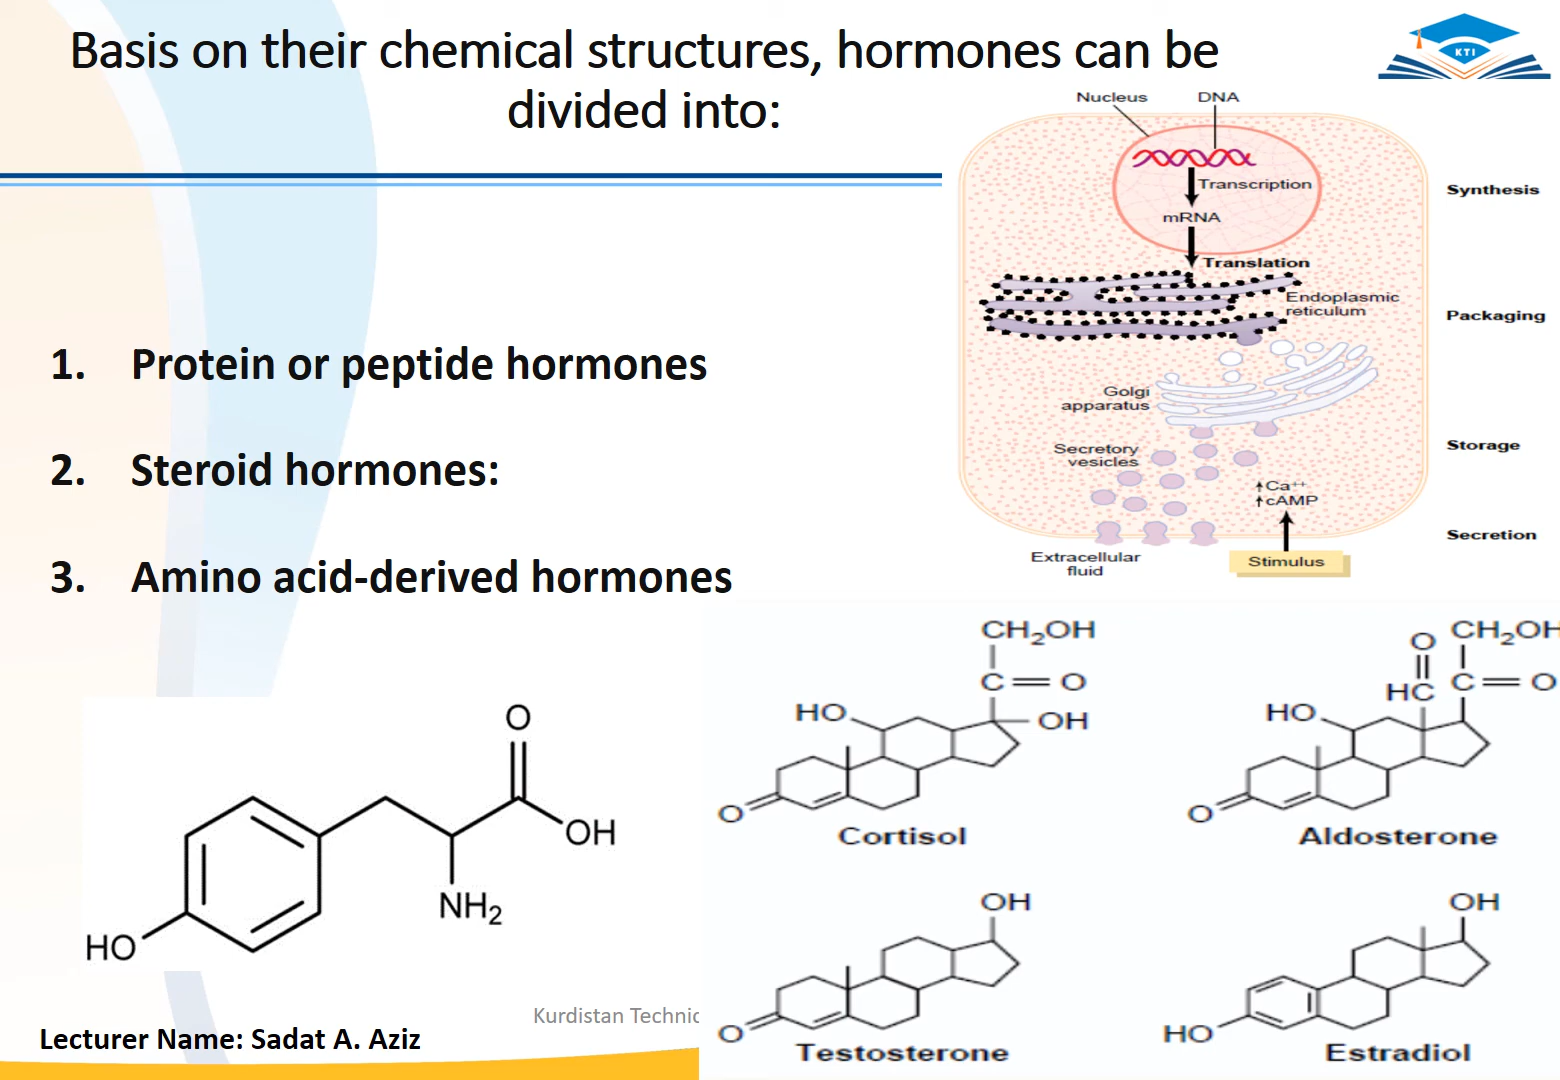 Basis on their chemical structures, hormones can be
divided into:
KTI
Nucleus
DNA
Transcription
mRNA
Translation
Endoplasmic
reticulum
Golgi
apparatus
Secretory
vesicles
↑Ca⁺⁺
↑cAMP
Extracellular
fluid
Stimulus
Synthesis
Packaging
Storage
Secretion
1. Protein or peptide hormones
2. Steroid hormones:
3. Amino acid-derived hormones
O
OH
NH₂
HO
CH₂OH
C=O
HO
OH
O
Cortisol
O
CH₂OH
HC
C=O
HO
O
Aldosterone
OH
O
Testosterone
OH
HO
Estradiol
Kurdistan Technic
Lecturer Name: Sadat A. Aziz